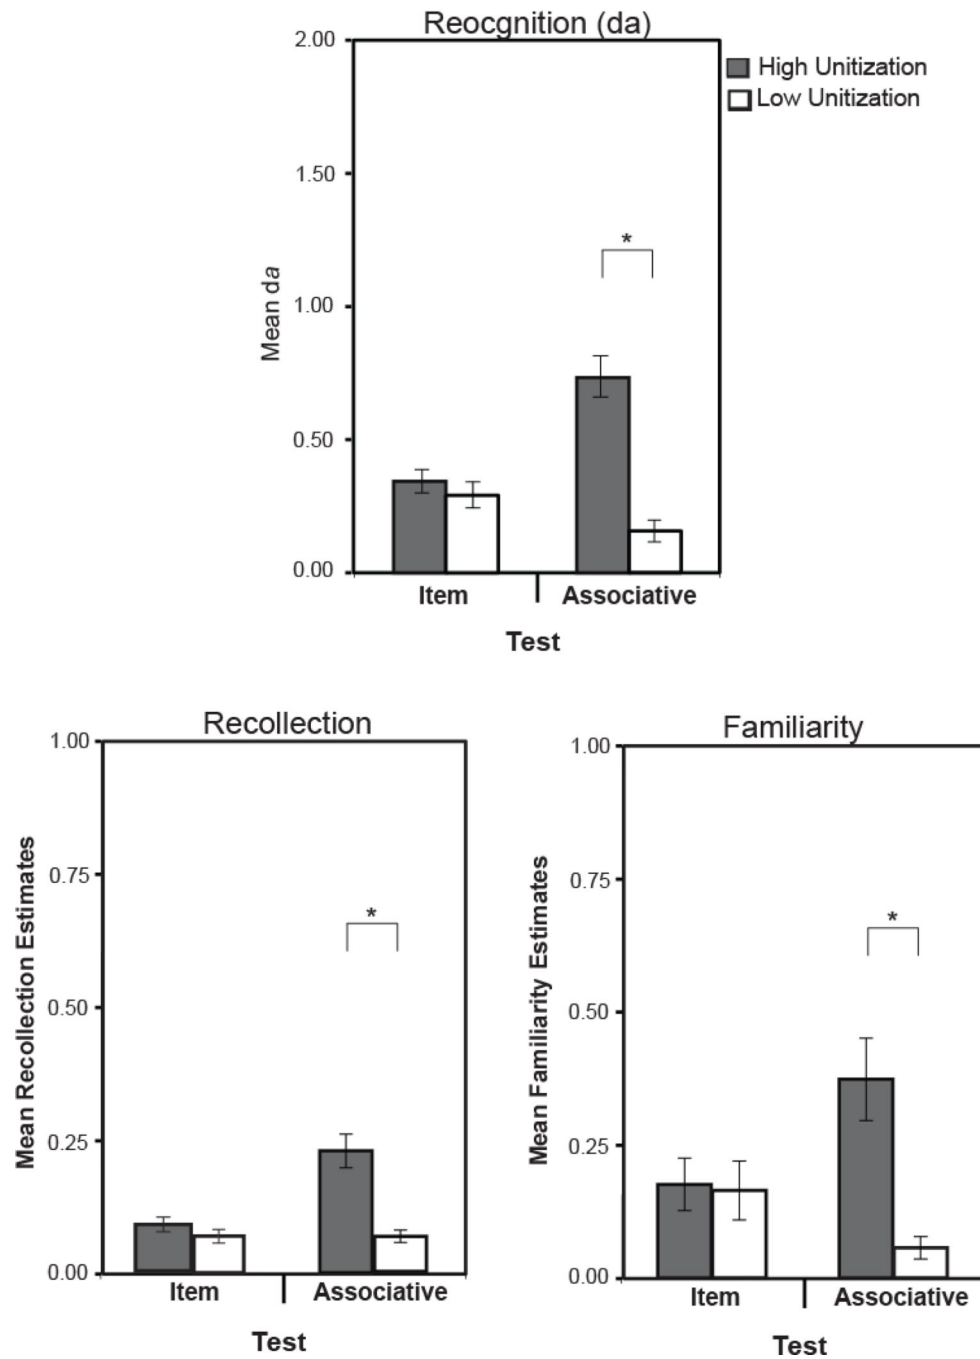 Reocgnition (da)
High Unitization
Low Unitization
2.00
1.50
1.00
0.50
0.00
Mean da
*
Item
Associative
Test
Recollection
1.00
0.75
0.50
0.25
0.00
Mean Recollection Estimates
*
Item
Associative
Test
Familiarity
1.00
0.75
0.50
0.25
0.00
Mean Familiarity Estimates
*
Item
Associative
Test